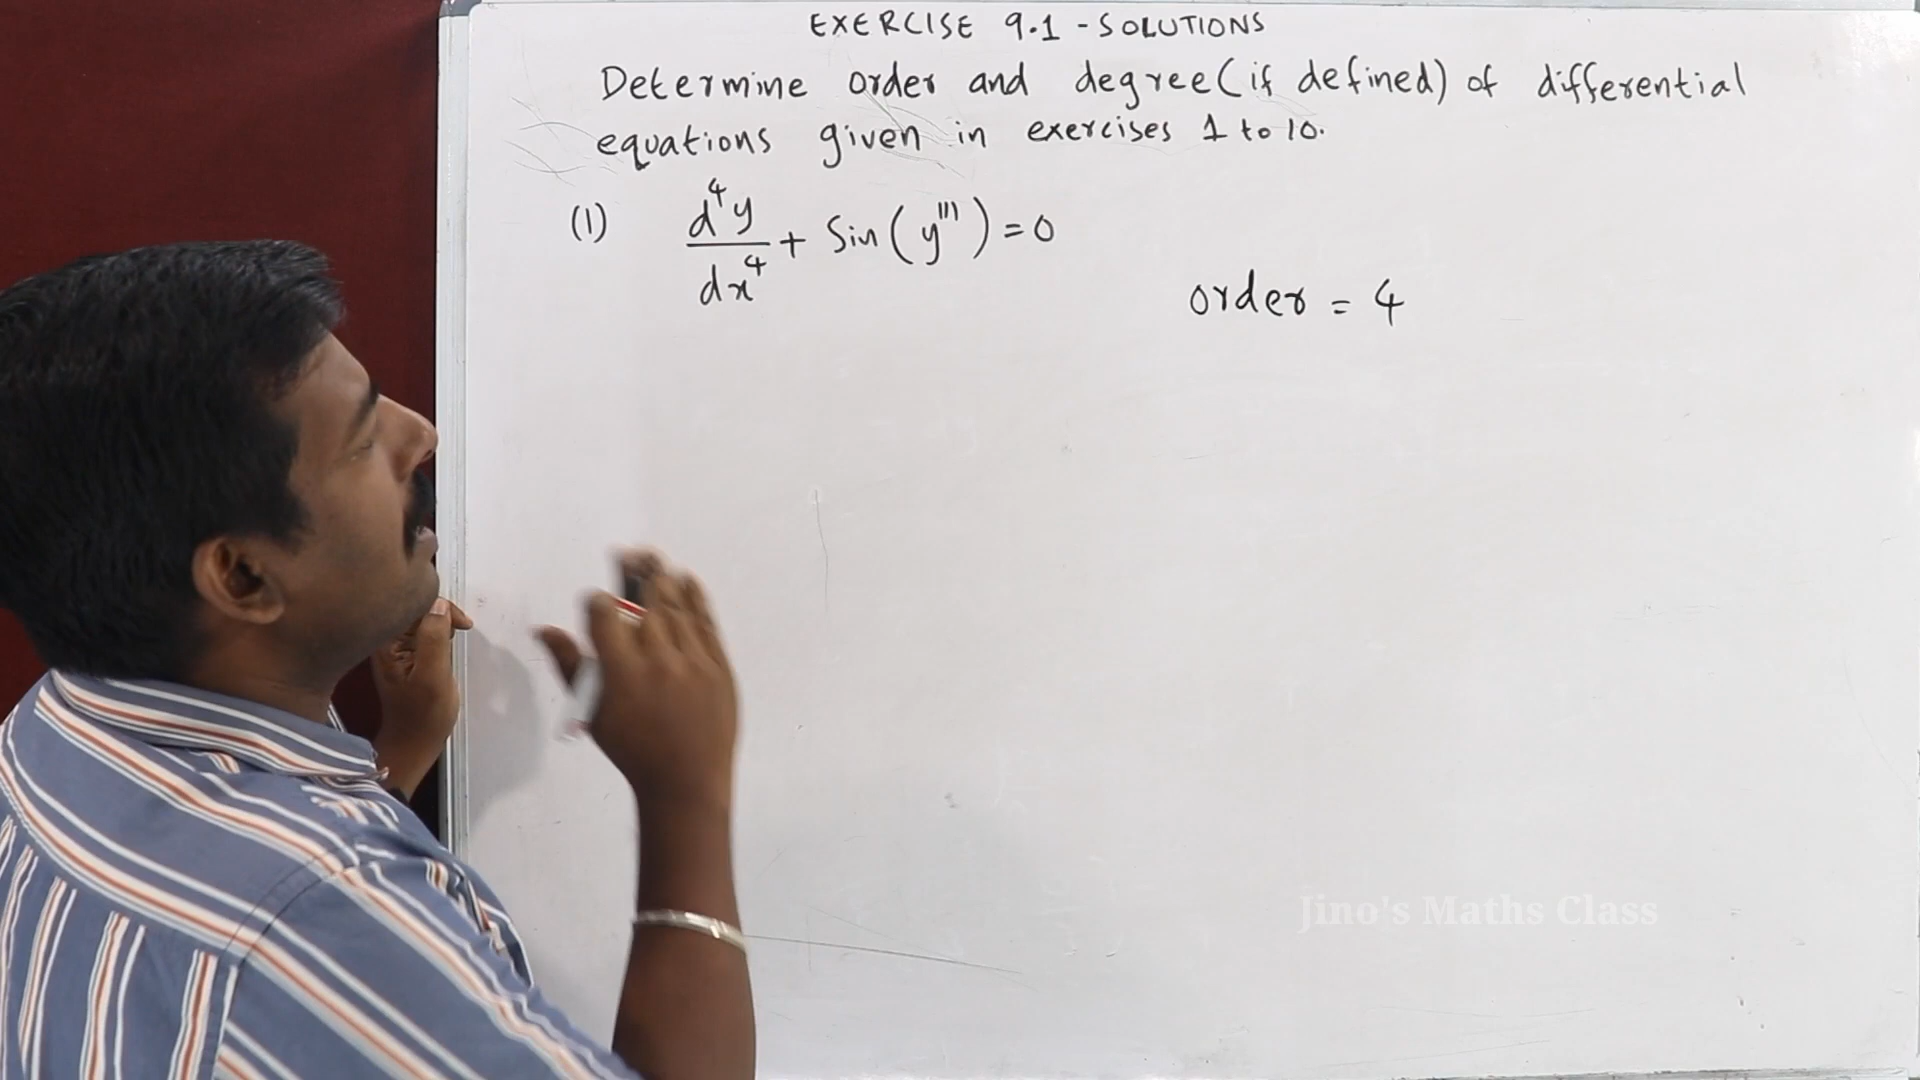 EXERCISE 9.1 - SOLUTIONS
Determine order and degree (if defined) of differential
equations given in exercises 1 to 10.
(1) d⁴y/dx⁴ + Sin(y''') = 0
order = 4
Jino's Maths Class